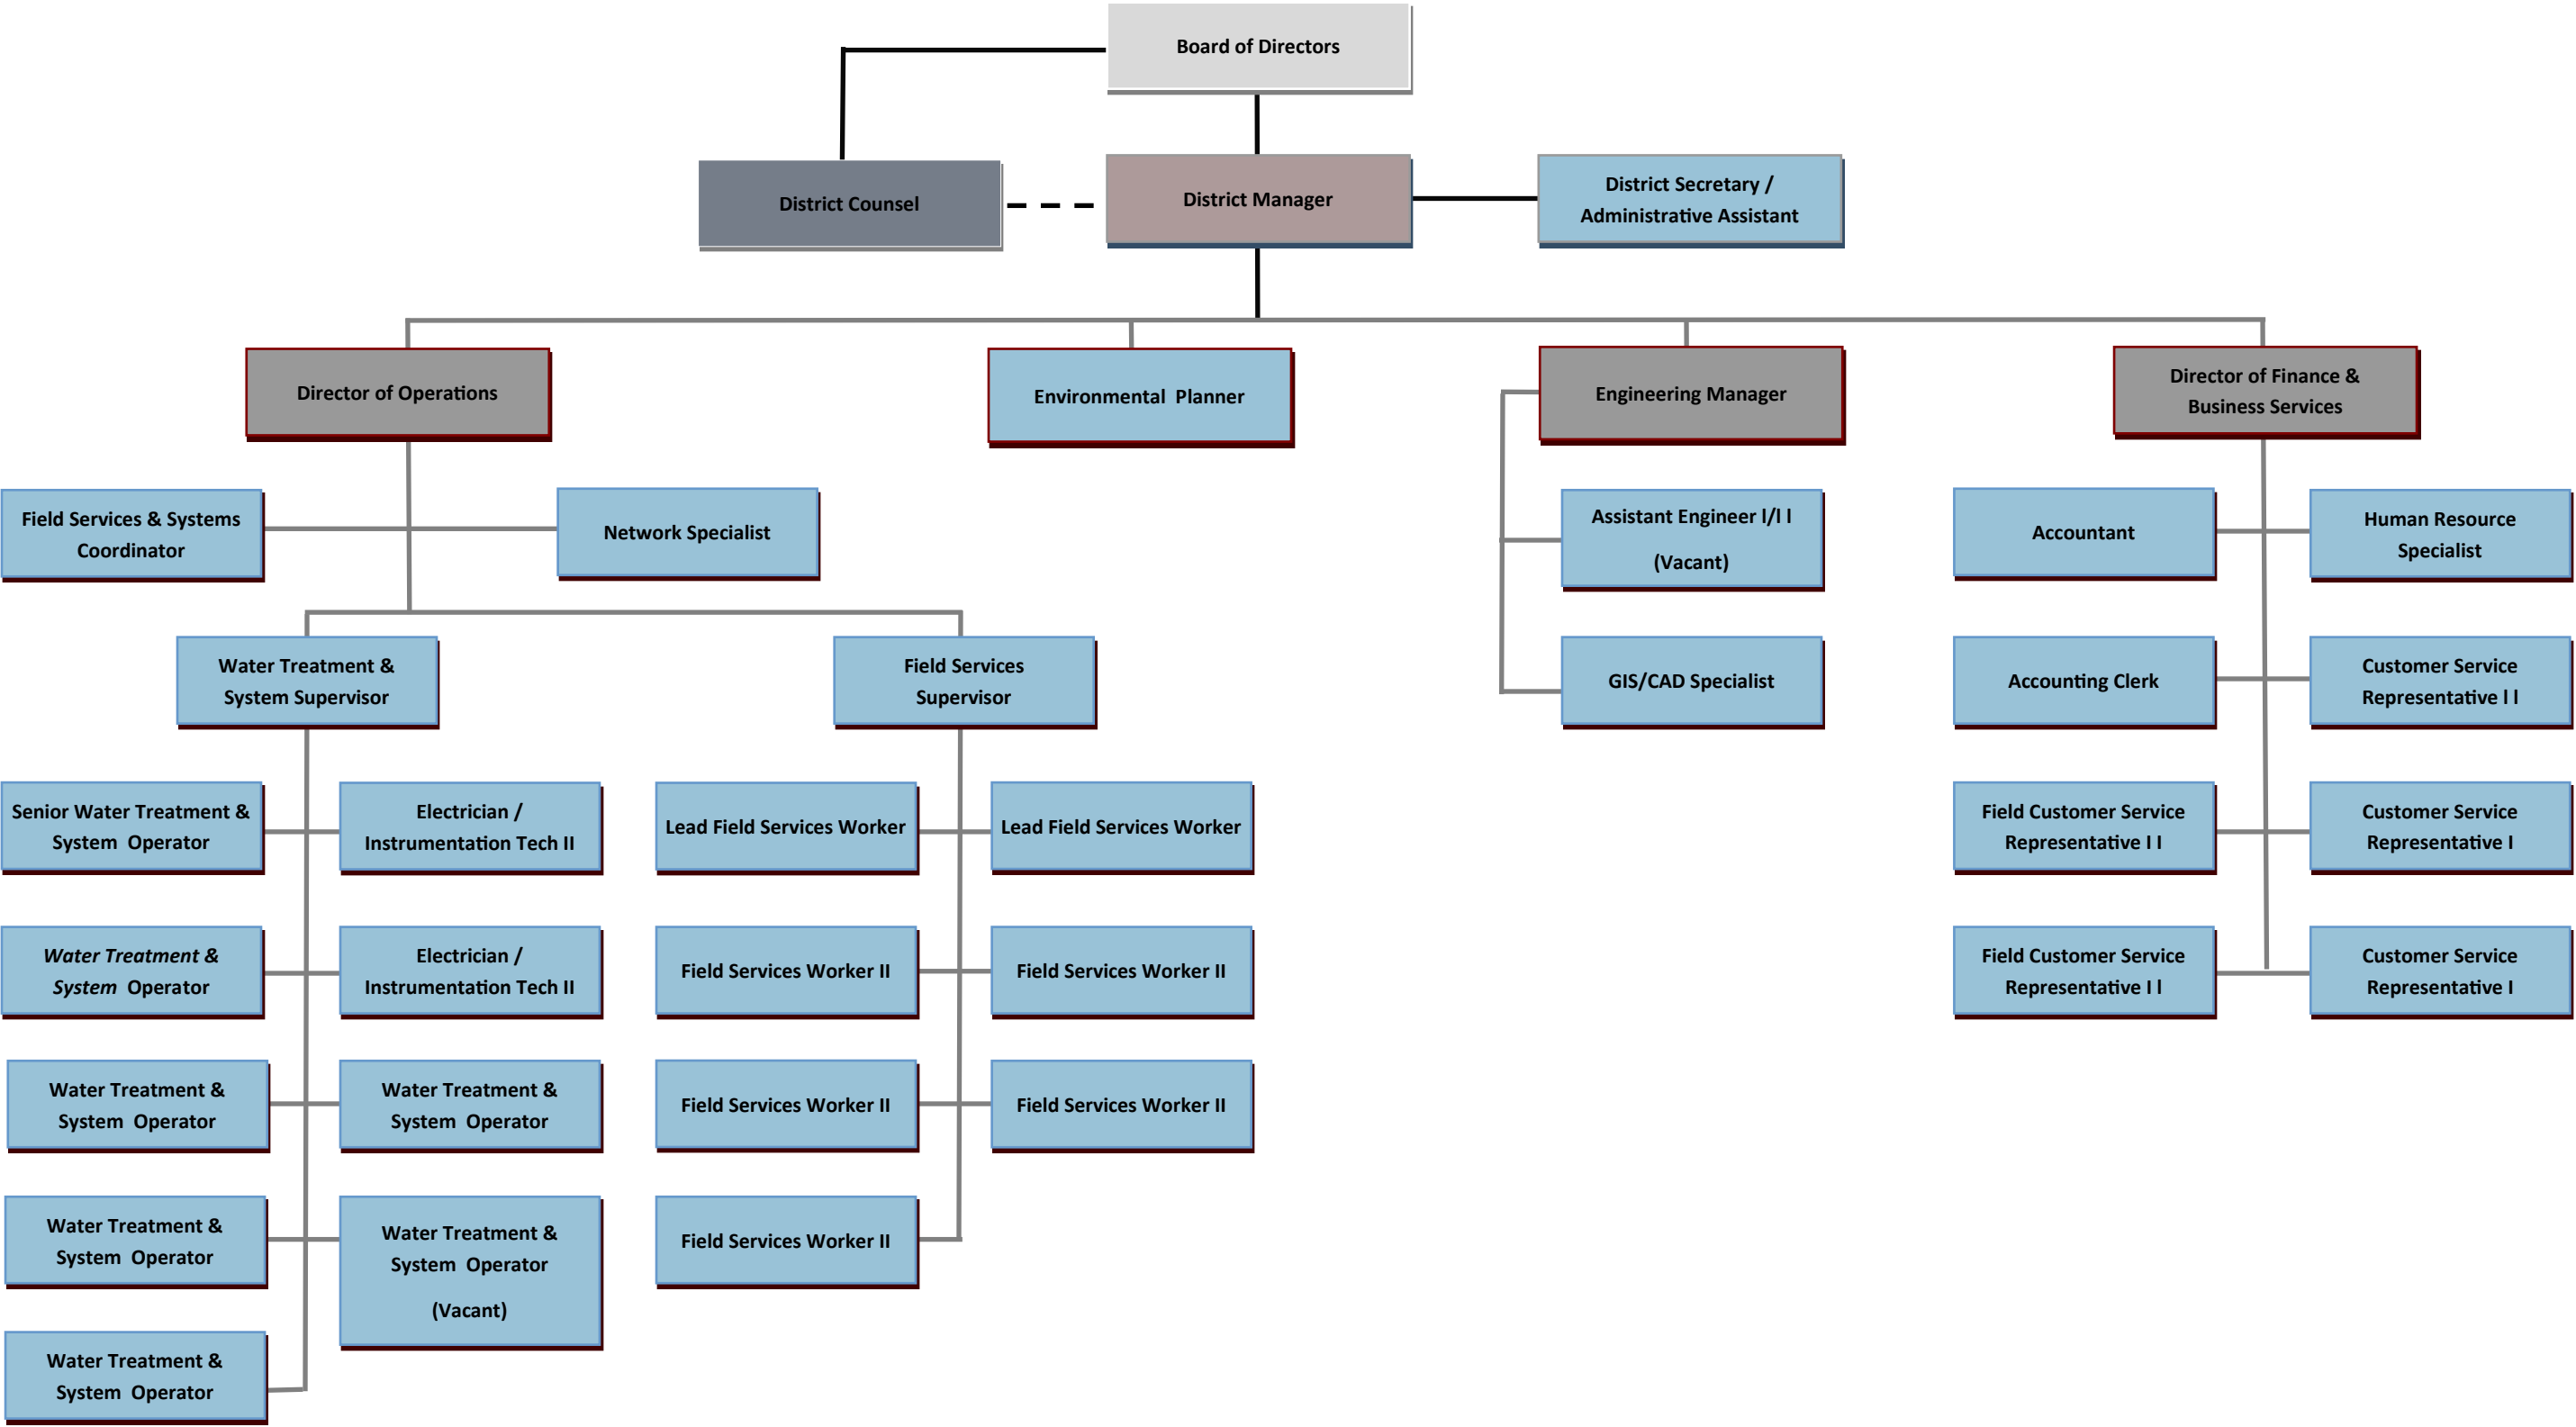 Board of Directors
District Counsel
District Manager
District Secretary /
Administrative Assistant
Director of Operations
Environmental  Planner
Engineering Manager
Director of Finance &
Business Services
Field Services & Systems
Coordinator
Network Specialist
Assistant Engineer I/I I
(Vacant)
Accountant
Human Resource
Specialist
Water Treatment &
System Supervisor
Field Services
Supervisor
GIS/CAD Specialist
Accounting Clerk
Customer Service
Representative I I
Senior Water Treatment &
System  Operator
Electrician /
Instrumentation Tech II
Lead Field Services Worker
Lead Field Services Worker
Field Customer Service
Representative I I
Customer Service
Representative I
Water Treatment &
System  Operator
Electrician /
Instrumentation Tech II
Field Services Worker II
Field Services Worker II
Field Customer Service
Representative I I
Customer Service
Representative I
Water Treatment &
System  Operator
Water Treatment &
System  Operator
Field Services Worker II
Field Services Worker II
Water Treatment &
System  Operator
Water Treatment &
System  Operator
(Vacant)
Field Services Worker II
Water Treatment &
System  Operator